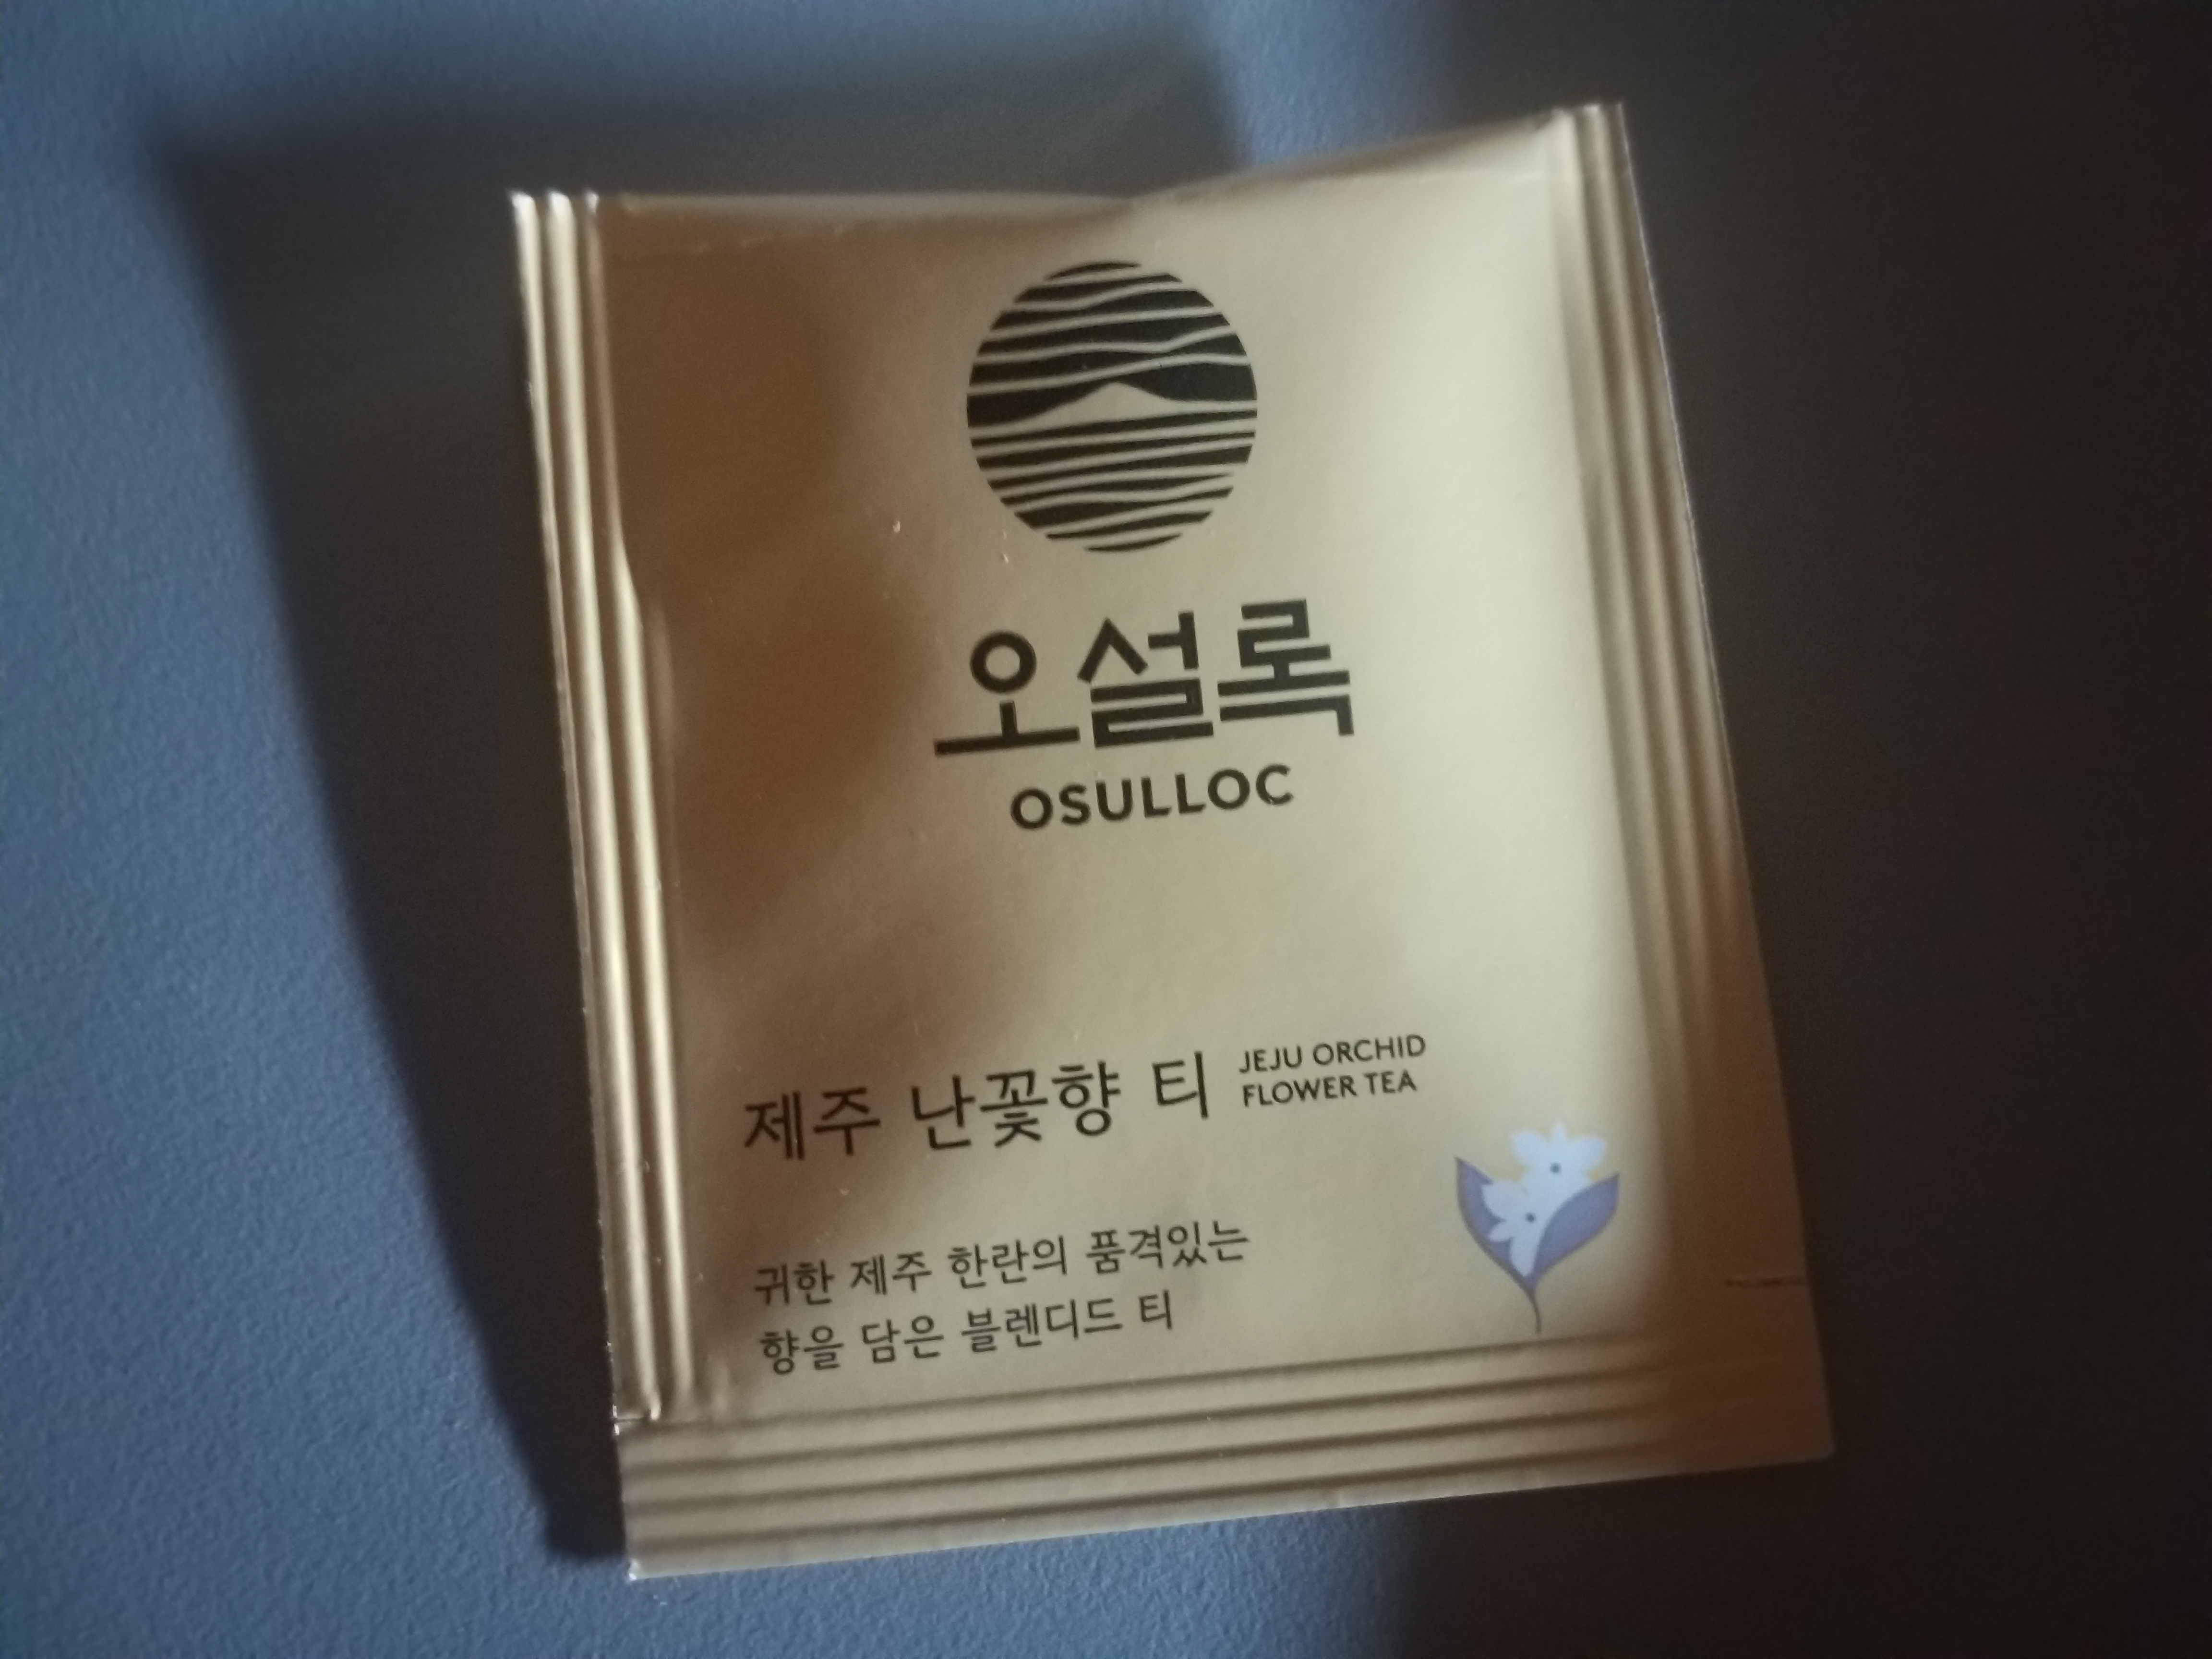 오설록
OSULLOC
제주 난꽃향 티
JEJU ORCHID
FLOWER TEA
귀한 제주 한란의 품격있는
향을 담은 블렌디드 티